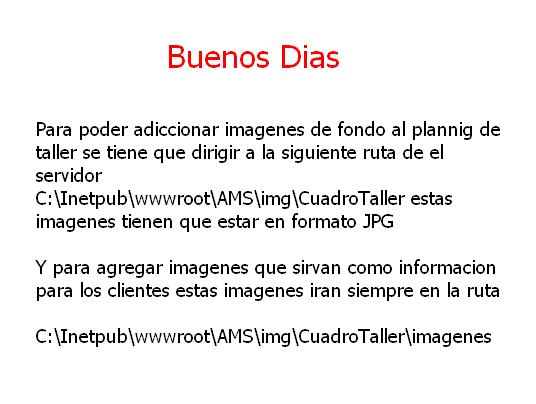 Buenos Dias
Para poder adiccionar imagenes de fondo al plannig de
taller se tiene que dirigir a la siguiente ruta de el
servidor
C:\Inetpub\wwwroot\AMS\img\CuadroTaller estas
imagenes tienen que estar en formato JPG
Y para agregar imagenes que sirvan como informacion
para los clientes estas imagenes iran siempre en la ruta
C:\Inetpub\wwwroot\AMS\img\CuadroTaller\imagenes